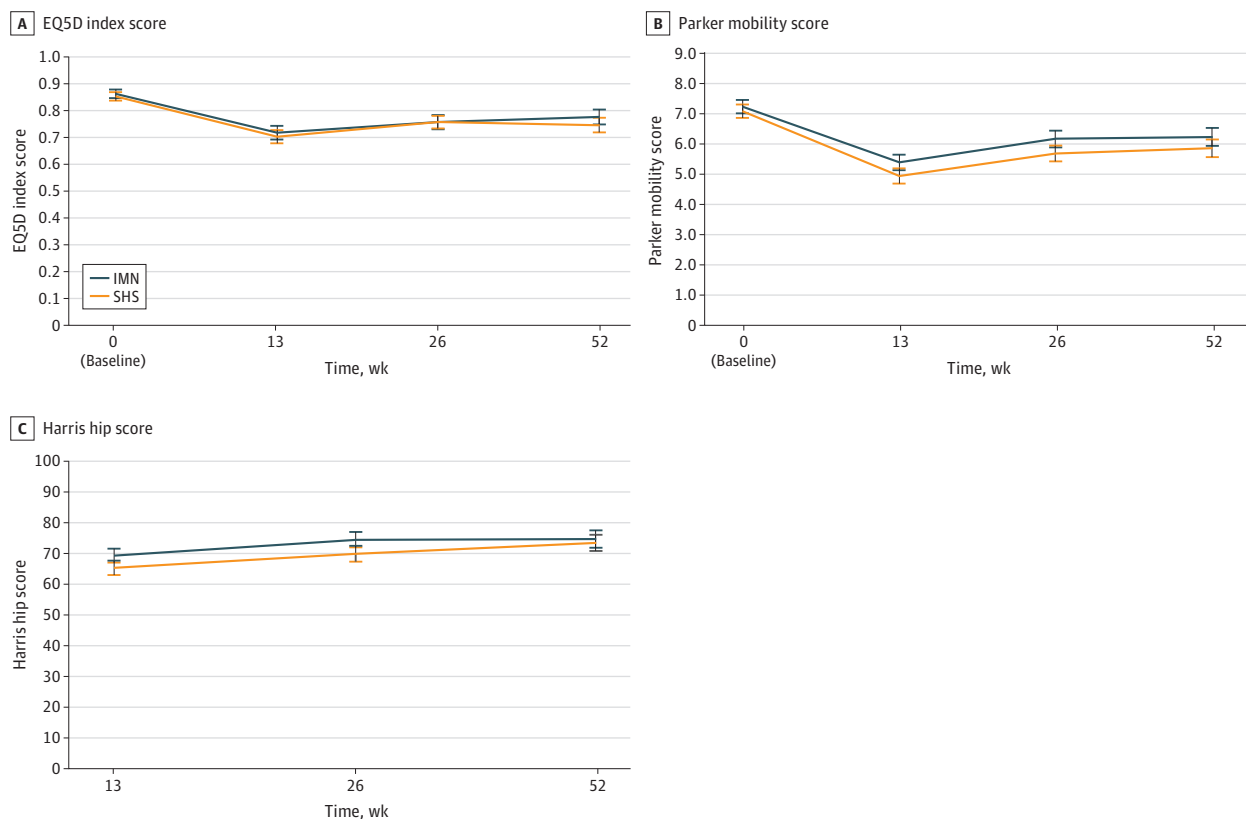 A EQ5D index score
1.0
0.9
0.8
0.7
0.6
0.5
0.4
0.3
0.2
0.1
0
EQ5D index score
IMN
SHS
0 13 26 52
(Baseline)
Time, wk
B Parker mobility score
9.0
8.0
7.0
6.0
5.0
4.0
3.0
2.0
1.0
0
Parker mobility score
0 13 26 52
(Baseline)
Time, wk
C Harris hip score
100
90
80
70
60
50
40
30
20
10
0
Harris hip score
13 26 52
Time, wk